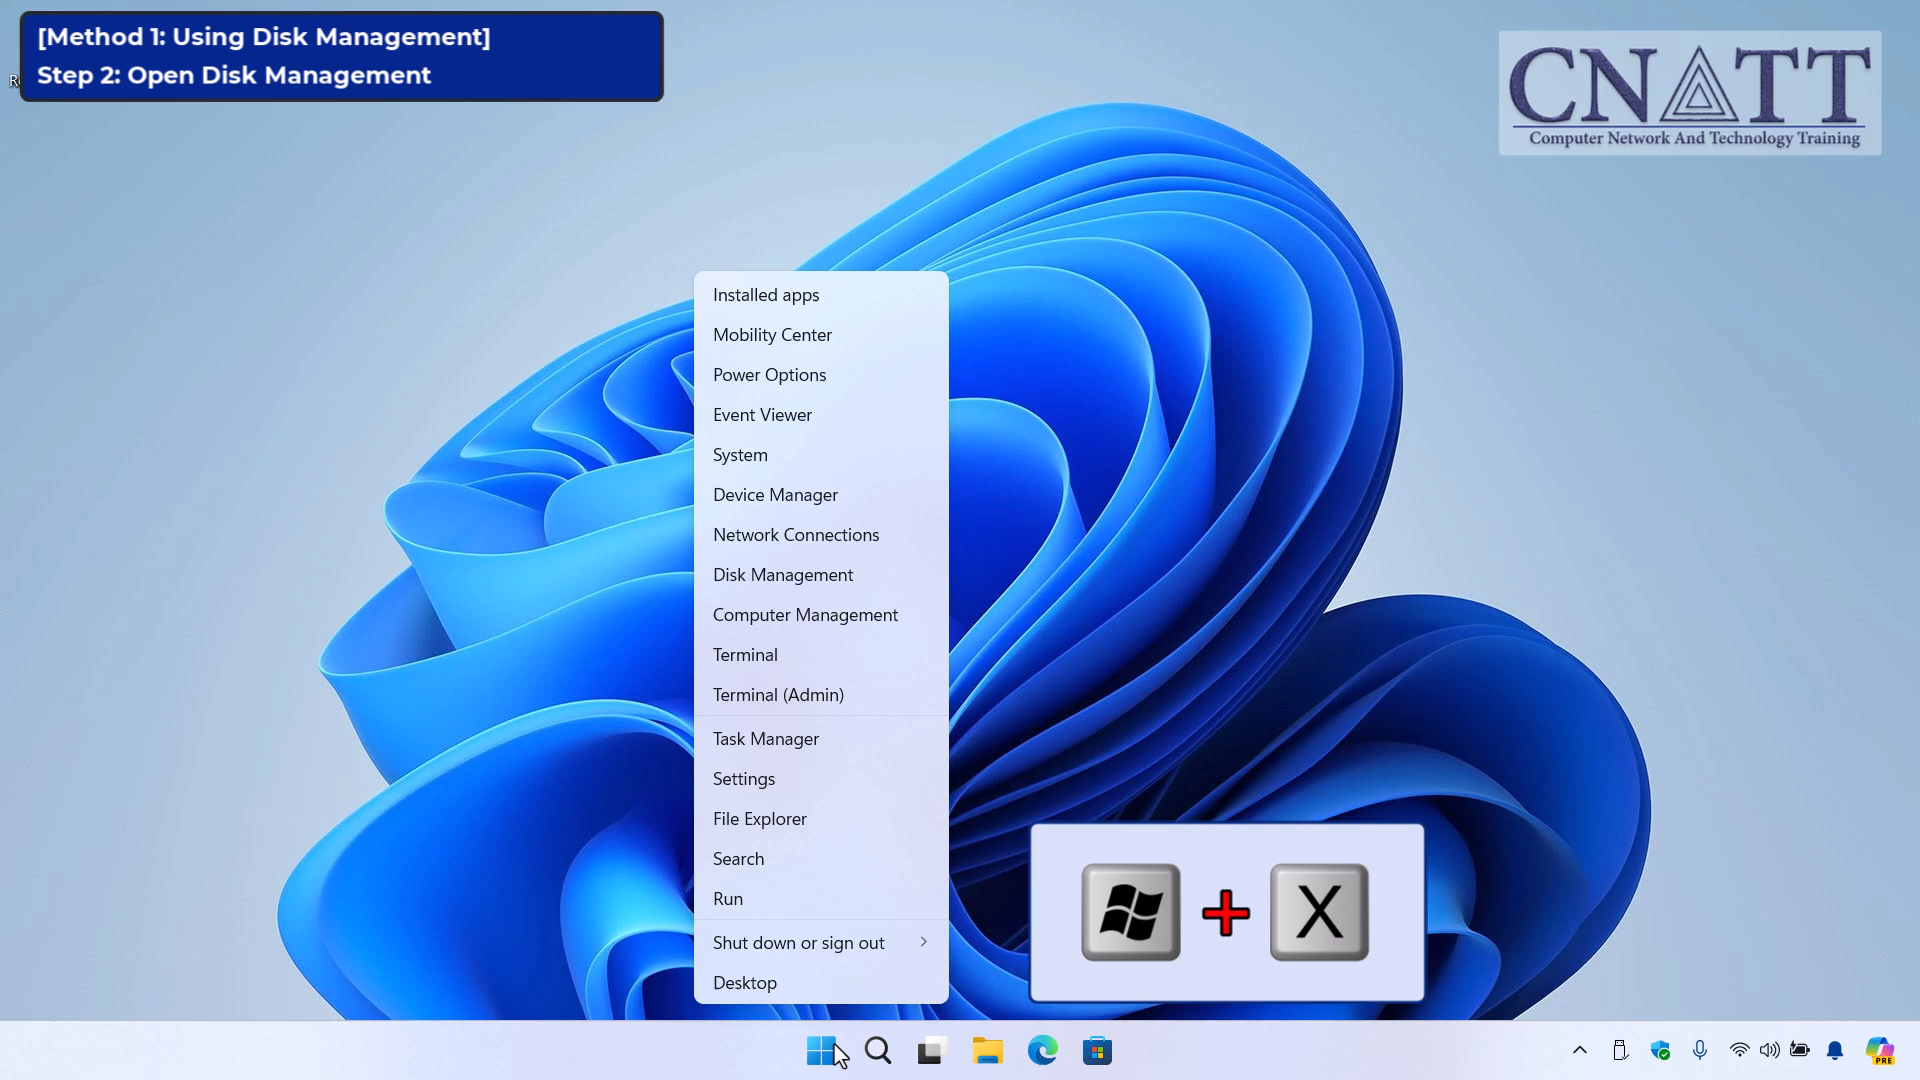 [Method 1: Using Disk Management]
Step 2: Open Disk Management
R
CNATT
Computer Network And Technology Training
Installed apps
Mobility Center
Power Options
Event Viewer
System
Device Manager
Network Connections
Disk Management
Computer Management
Terminal
Terminal (Admin)
Task Manager
Settings
File Explorer
Search
Run
Shut down or sign out
Desktop
+ X
PRE